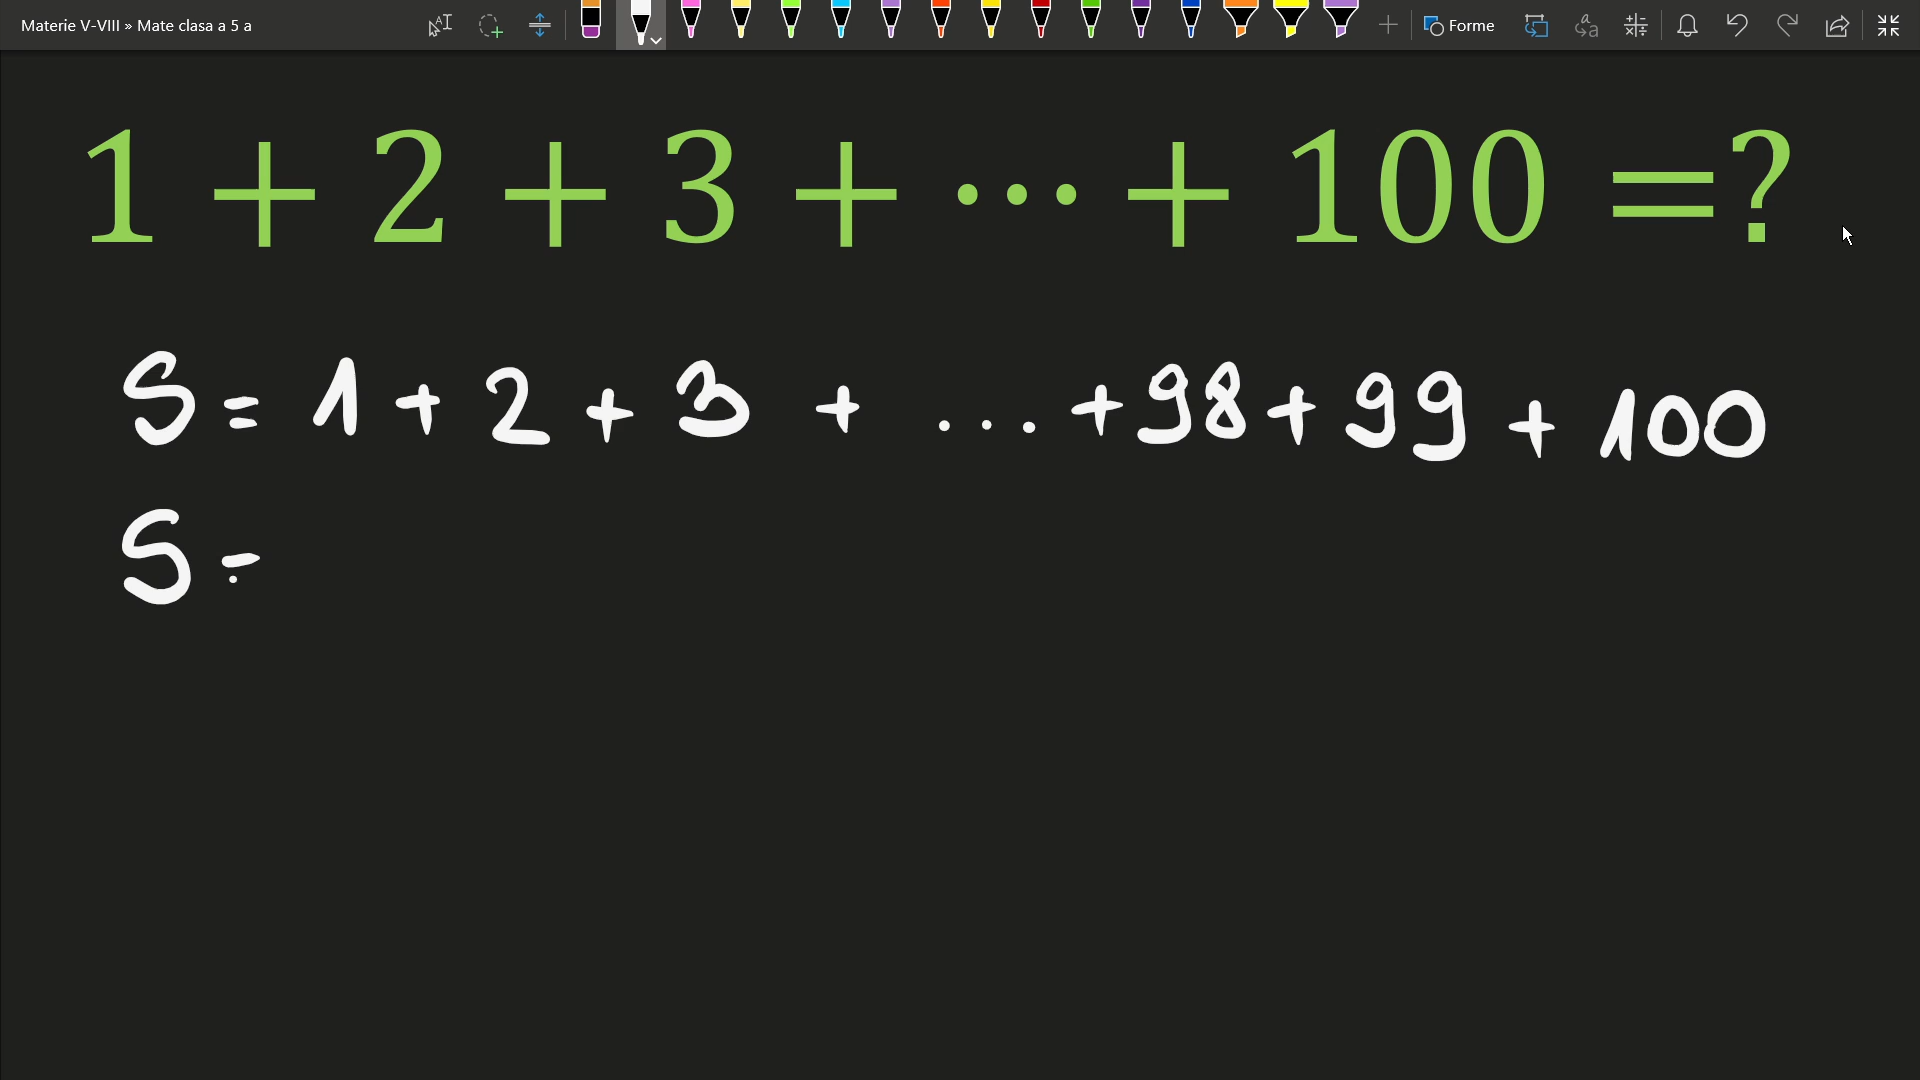 Materie V-VIII » Mate clasa a 5 a
Forme
1 + 2 + 3 + ⋯ + 100 =?
S = 1 + 2 + 3 + ... + 98 + 99 + 100
S =